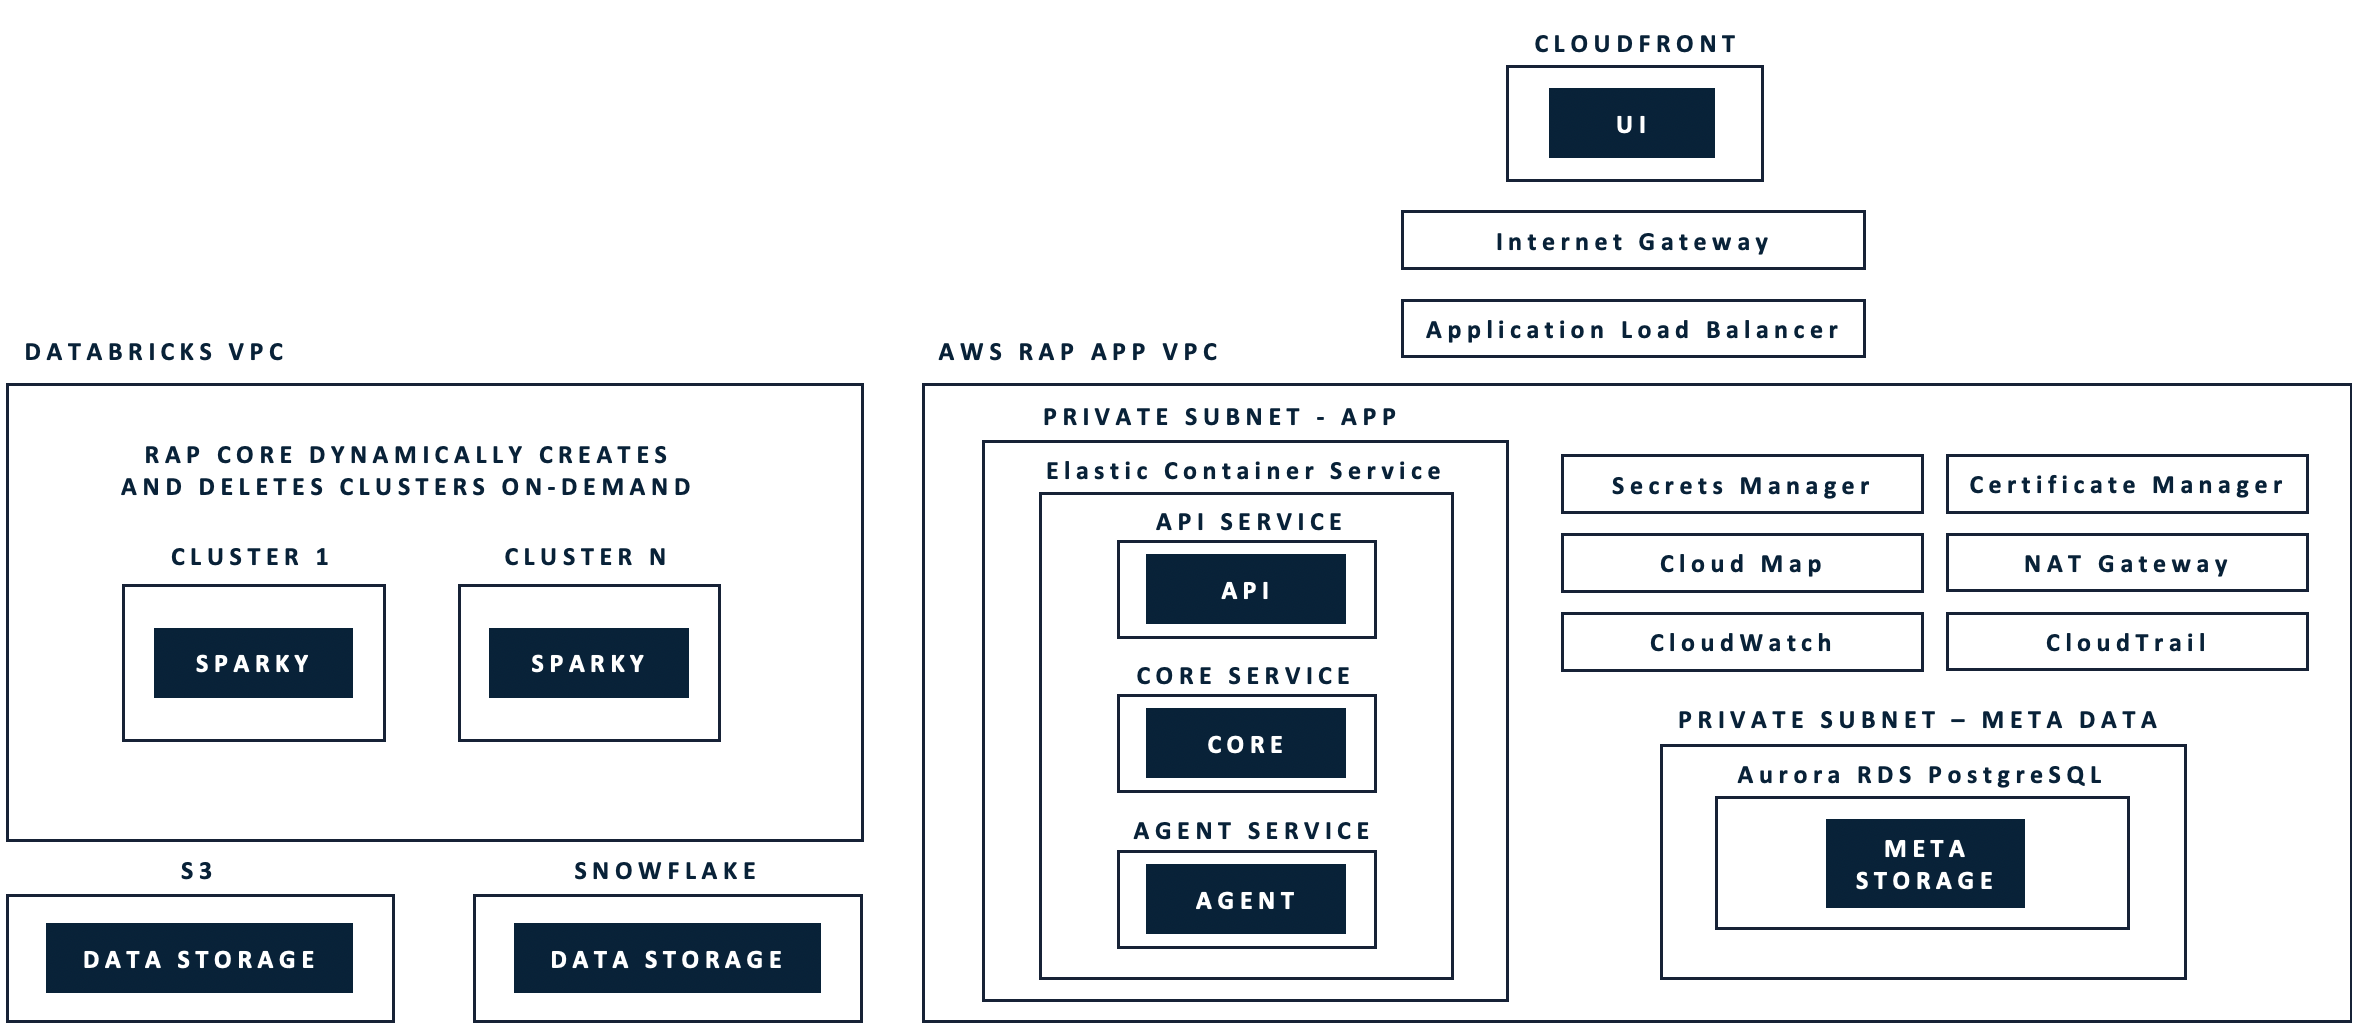 CLOUDFRONT
UI
Internet Gateway
Application Load Balancer
DATABRICKS VPC
RAP CORE DYNAMICALLY CREATES
AND DELETES CLUSTERS ON-DEMAND
CLUSTER 1
CLUSTER N
SPARKY
SPARKY
S3
SNOWFLAKE
DATA STORAGE
DATA STORAGE
AWS RAP APP VPC
PRIVATE SUBNET - APP
Elastic Container Service
API SERVICE
API
CORE SERVICE
CORE
AGENT SERVICE
AGENT
Secrets Manager
Certificate Manager
Cloud Map
NAT Gateway
CloudWatch
CloudTrail
PRIVATE SUBNET – META DATA
Aurora RDS PostgreSQL
META
STORAGE